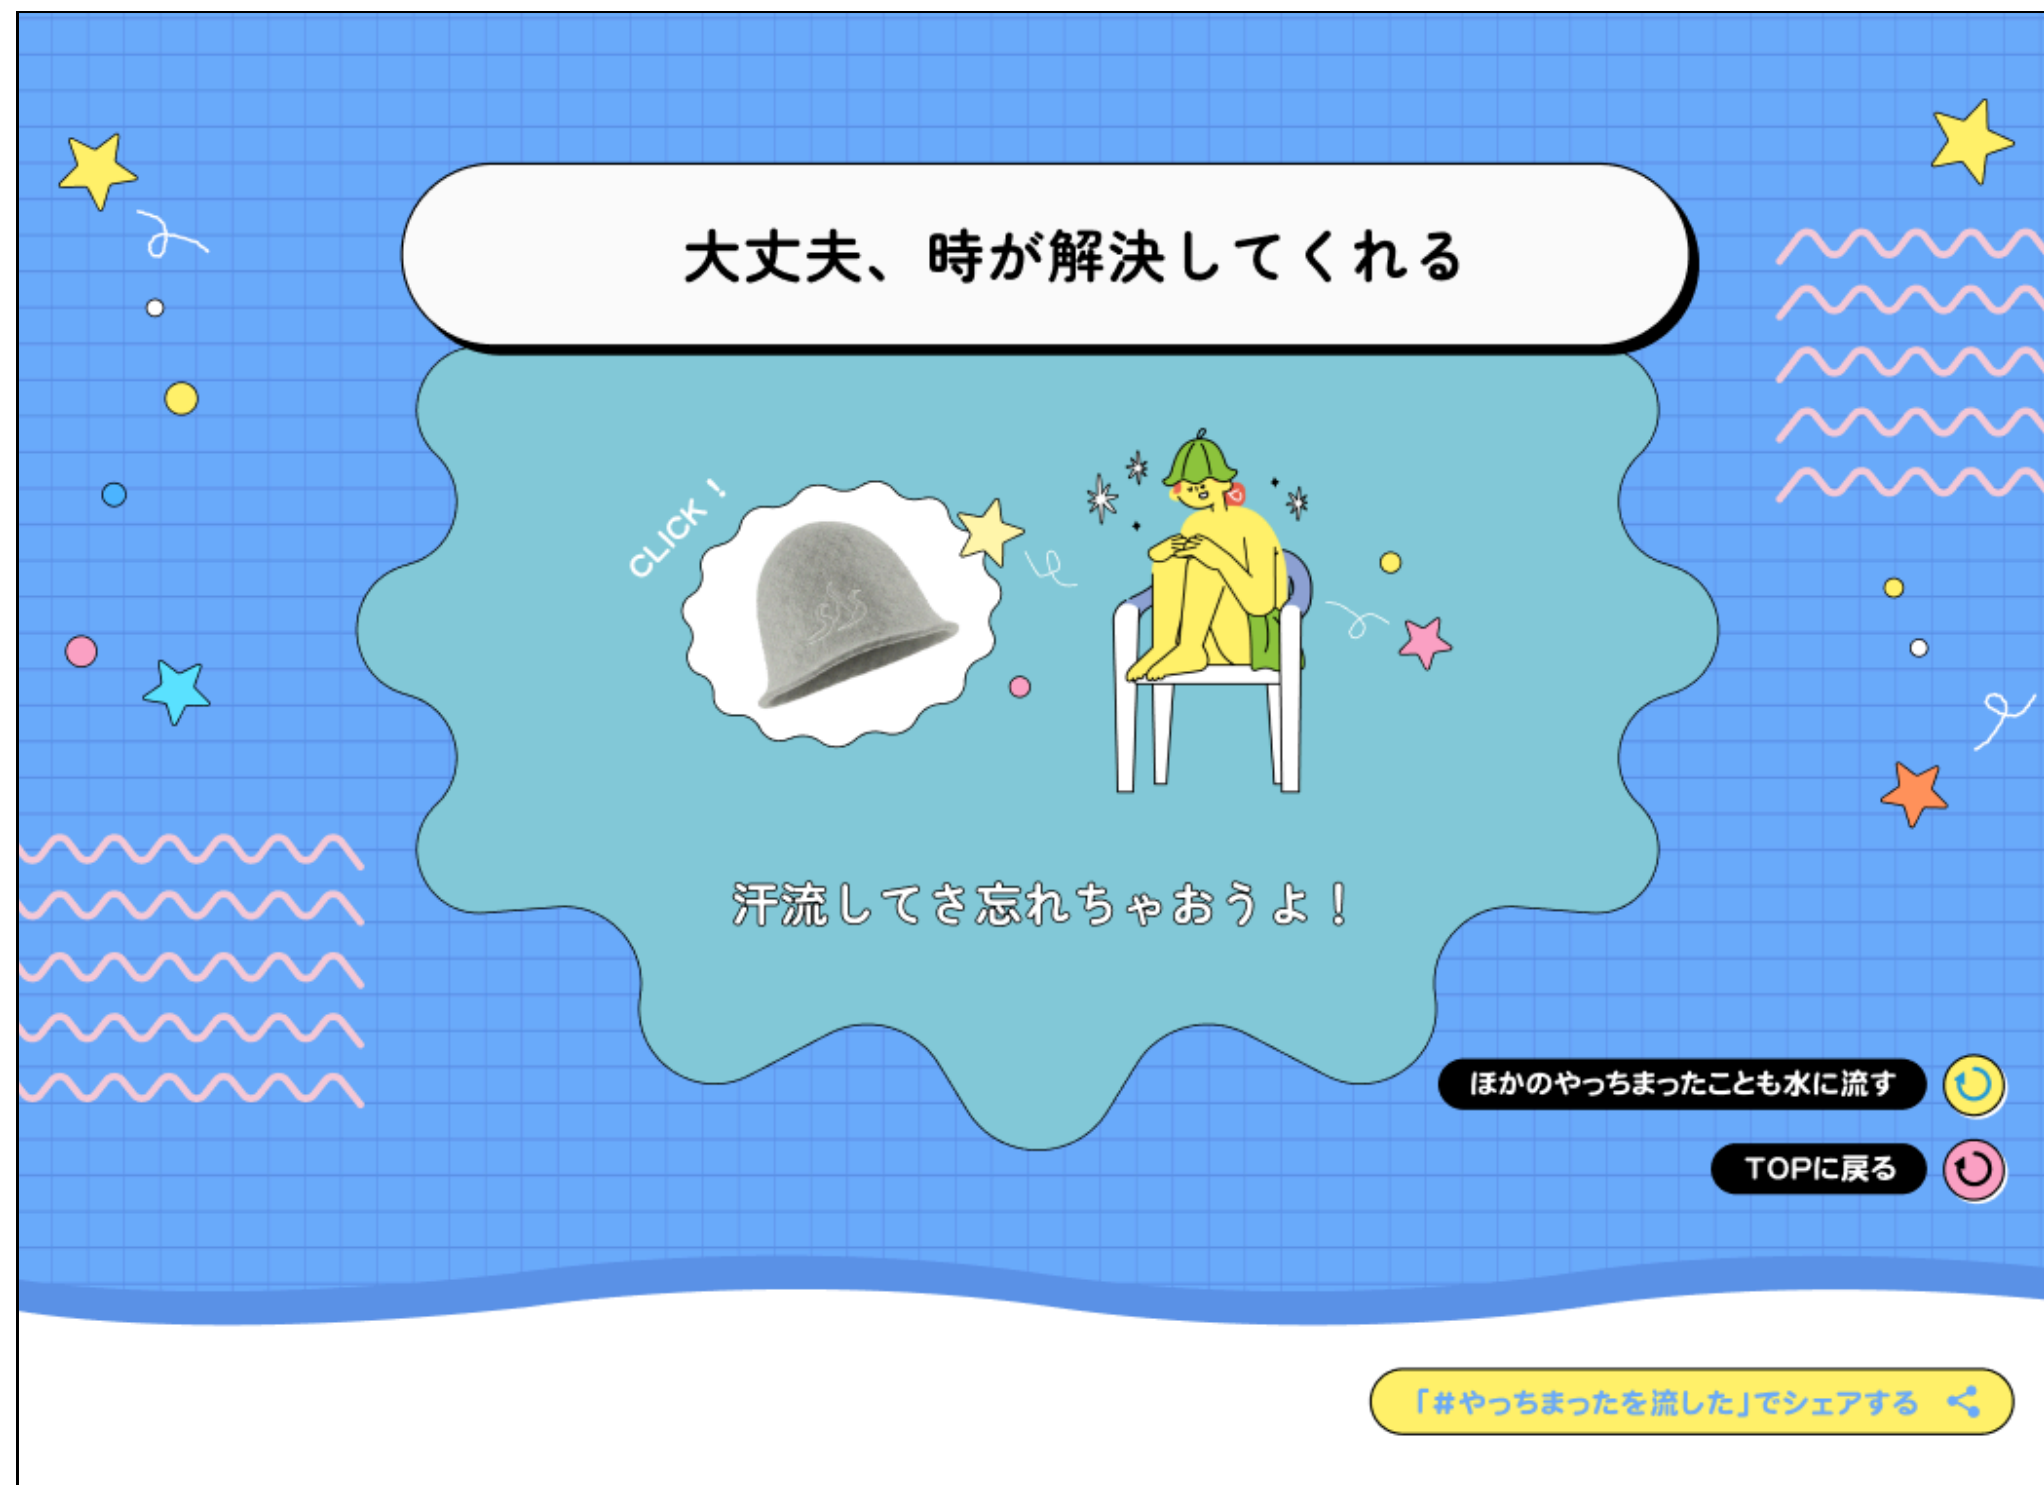 大丈夫、時が解決してくれる
CLICK！
汗流してさ忘れちゃおうよ！
ほかのやっちまったことも水に流す
TOPに戻る
「#やっちまったを流した」でシェアする